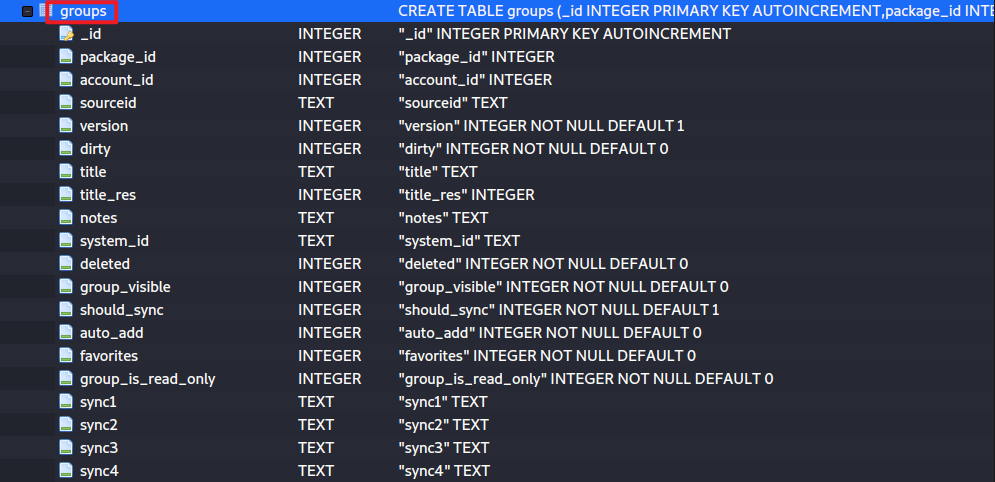 groups CREATE TABLE groups (_id INTEGER PRIMARY KEY AUTOINCREMENT,package_id INTE
_id INTEGER "_id" INTEGER PRIMARY KEY AUTOINCREMENT
package_id INTEGER "package_id" INTEGER
account_id INTEGER "account_id" INTEGER
sourceid TEXT "sourceid" TEXT
version INTEGER "version" INTEGER NOT NULL DEFAULT 1
dirty INTEGER "dirty" INTEGER NOT NULL DEFAULT 0
title TEXT "title" TEXT
title_res INTEGER "title_res" INTEGER
notes TEXT "notes" TEXT
system_id TEXT "system_id" TEXT
deleted INTEGER "deleted" INTEGER NOT NULL DEFAULT 0
group_visible INTEGER "group_visible" INTEGER NOT NULL DEFAULT 0
should_sync INTEGER "should_sync" INTEGER NOT NULL DEFAULT 1
auto_add INTEGER "auto_add" INTEGER NOT NULL DEFAULT 0
favorites INTEGER "favorites" INTEGER NOT NULL DEFAULT 0
group_is_read_only INTEGER "group_is_read_only" INTEGER NOT NULL DEFAULT 0
sync1 TEXT "sync1" TEXT
sync2 TEXT "sync2" TEXT
sync3 TEXT "sync3" TEXT
sync4 TEXT "sync4" TEXT